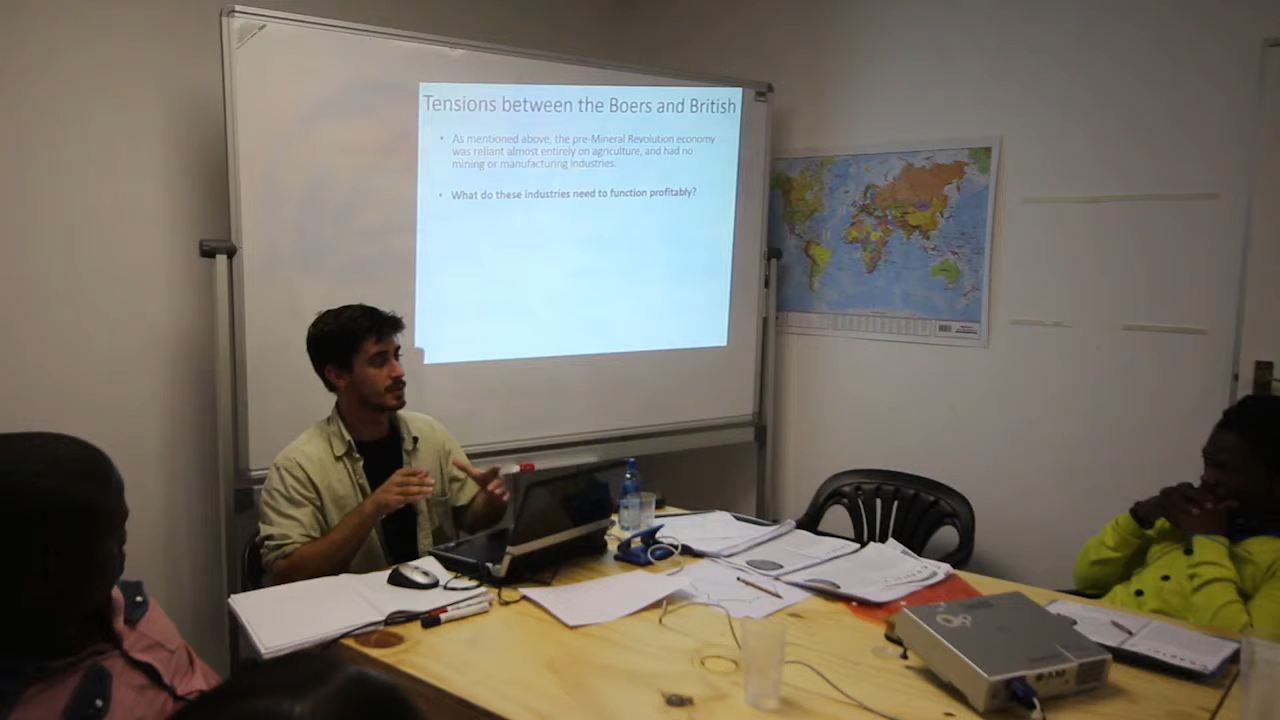 Tensions between the Boers and British
• As mentioned above, the pre-Mineral Revolution economy
was reliant almost entirely on agriculture, and had no
mining or manufacturing industries.
• What do these industries need to function profitably?